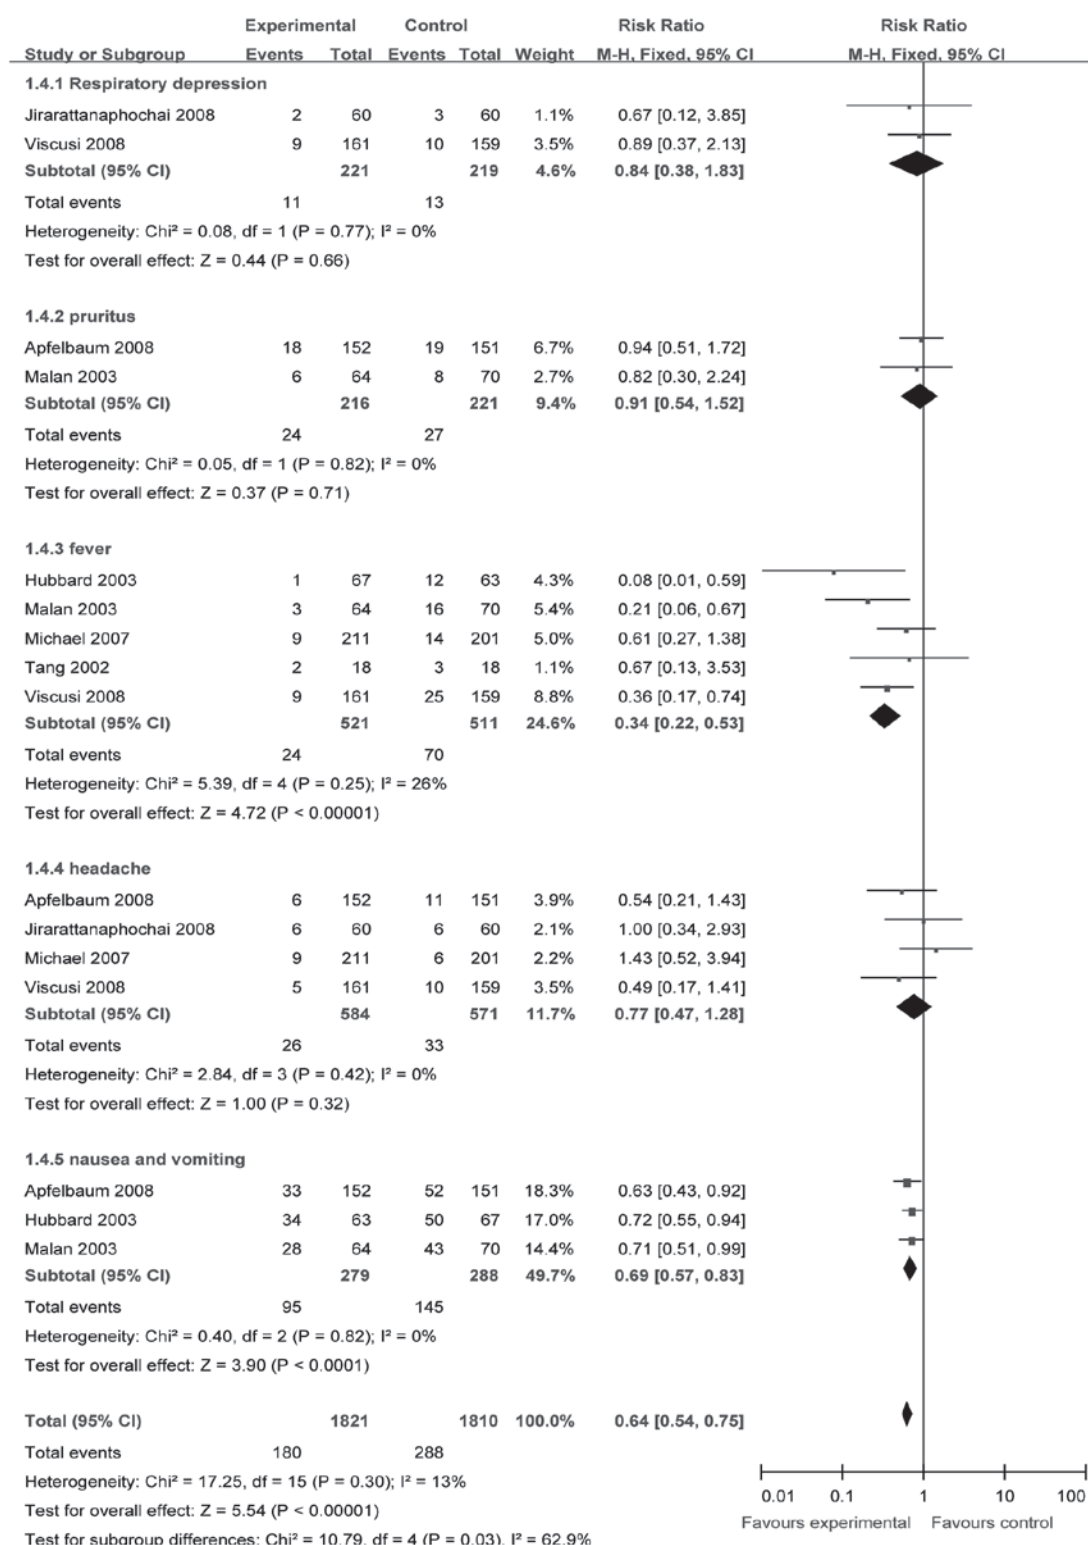 Experimental Control Risk Ratio Risk Ratio
Study or Subgroup Events Total Events Total Weight M-H, Fixed, 95% CI M-H, Fixed, 95% CI
1.4.1 Respiratory depression
Jirarattanaphochai 2008 2 60 3 60 1.1% 0.67 [0.12, 3.85]
Viscusi 2008 9 161 10 159 3.5% 0.89 [0.37, 2.13]
Subtotal (95% CI) 221 219 4.6% 0.84 [0.38, 1.83]
Total events 11 13
Heterogeneity: Chi² = 0.08, df = 1 (P = 0.77); I² = 0%
Test for overall effect: Z = 0.44 (P = 0.66)
1.4.2 pruritus
Apfelbaum 2008 18 152 19 151 6.7% 0.94 [0.51, 1.72]
Malan 2003 6 64 8 70 2.7% 0.82 [0.30, 2.24]
Subtotal (95% CI) 216 221 9.4% 0.91 [0.54, 1.52]
Total events 24 27
Heterogeneity: Chi² = 0.05, df = 1 (P = 0.82); I² = 0%
Test for overall effect: Z = 0.37 (P = 0.71)
1.4.3 fever
Hubbard 2003 1 67 12 63 4.3% 0.08 [0.01, 0.59]
Malan 2003 3 64 16 70 5.4% 0.21 [0.06, 0.67]
Michael 2007 9 211 14 201 5.0% 0.61 [0.27, 1.38]
Tang 2002 2 18 3 18 1.1% 0.67 [0.13, 3.53]
Viscusi 2008 9 161 25 159 8.8% 0.36 [0.17, 0.74]
Subtotal (95% CI) 521 511 24.6% 0.34 [0.22, 0.53]
Total events 24 70
Heterogeneity: Chi² = 5.39, df = 4 (P = 0.25); I² = 26%
Test for overall effect: Z = 4.72 (P < 0.00001)
1.4.4 headache
Apfelbaum 2008 6 152 11 151 3.9% 0.54 [0.21, 1.43]
Jirarattanaphochai 2008 6 60 6 60 2.1% 1.00 [0.34, 2.93]
Michael 2007 9 211 6 201 2.2% 1.43 [0.52, 3.94]
Viscusi 2008 5 161 10 159 3.5% 0.49 [0.17, 1.41]
Subtotal (95% CI) 584 571 11.7% 0.77 [0.47, 1.28]
Total events 26 33
Heterogeneity: Chi² = 2.84, df = 3 (P = 0.42); I² = 0%
Test for overall effect: Z = 1.00 (P = 0.32)
1.4.5 nausea and vomiting
Apfelbaum 2008 33 152 52 151 18.3% 0.63 [0.43, 0.92]
Hubbard 2003 34 63 50 67 17.0% 0.72 [0.55, 0.94]
Malan 2003 28 64 43 70 14.4% 0.71 [0.51, 0.99]
Subtotal (95% CI) 279 288 49.7% 0.69 [0.57, 0.83]
Total events 95 145
Heterogeneity: Chi² = 0.40, df = 2 (P = 0.82); I² = 0%
Test for overall effect: Z = 3.90 (P < 0.0001)
Total (95% CI) 1821 1810 100.0% 0.64 [0.54, 0.75]
Total events 180 288
Heterogeneity: Chi² = 17.25, df = 15 (P = 0.30); I² = 13%
Test for overall effect: Z = 5.54 (P < 0.00001)
Test for subgroup differences: Chi² = 10.79, df = 4 (P = 0.03), I² = 62.9%
0.01 0.1 1 10 100
Favours experimental Favours control